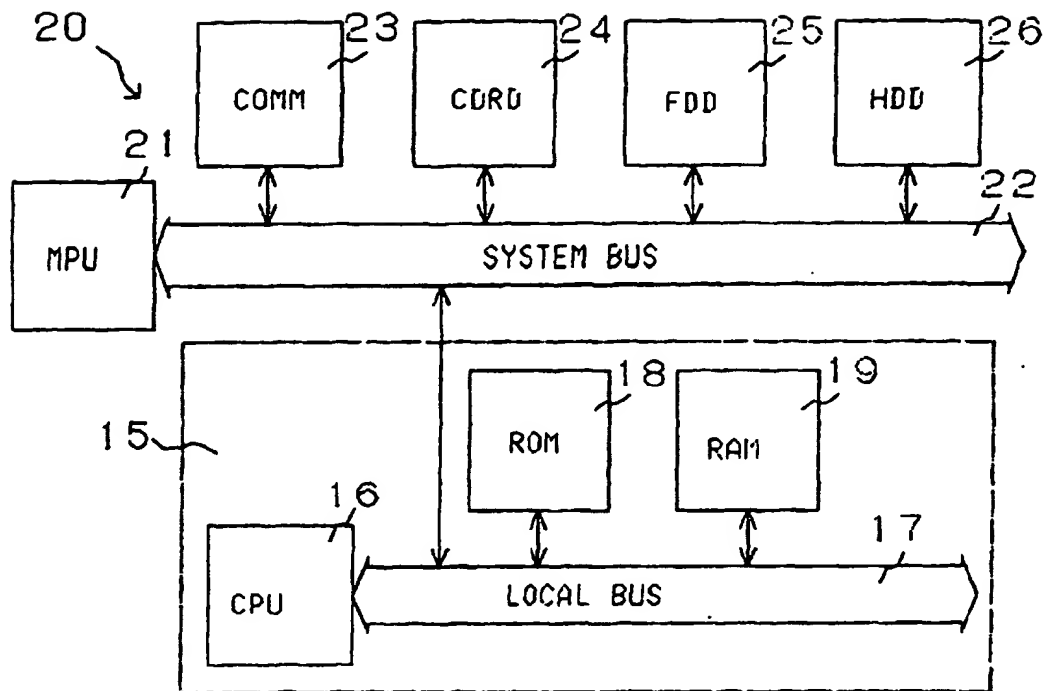 20
23
24
25
26
COMM
CDRD
FDD
HDD
21
22
MPU
SYSTEM BUS
18
19
15
ROM
RAM
16
17
CPU
LOCAL BUS